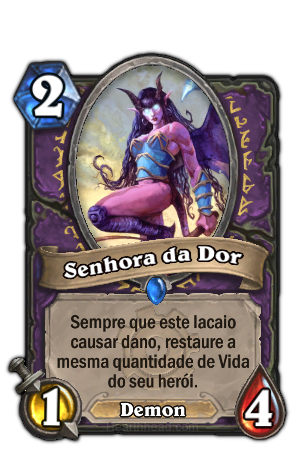 2
Senhora da Dor
Sempre que este lacaio
causar dano, restaure a
mesma quantidade de Vida
do seu herói.
1
Demon
4